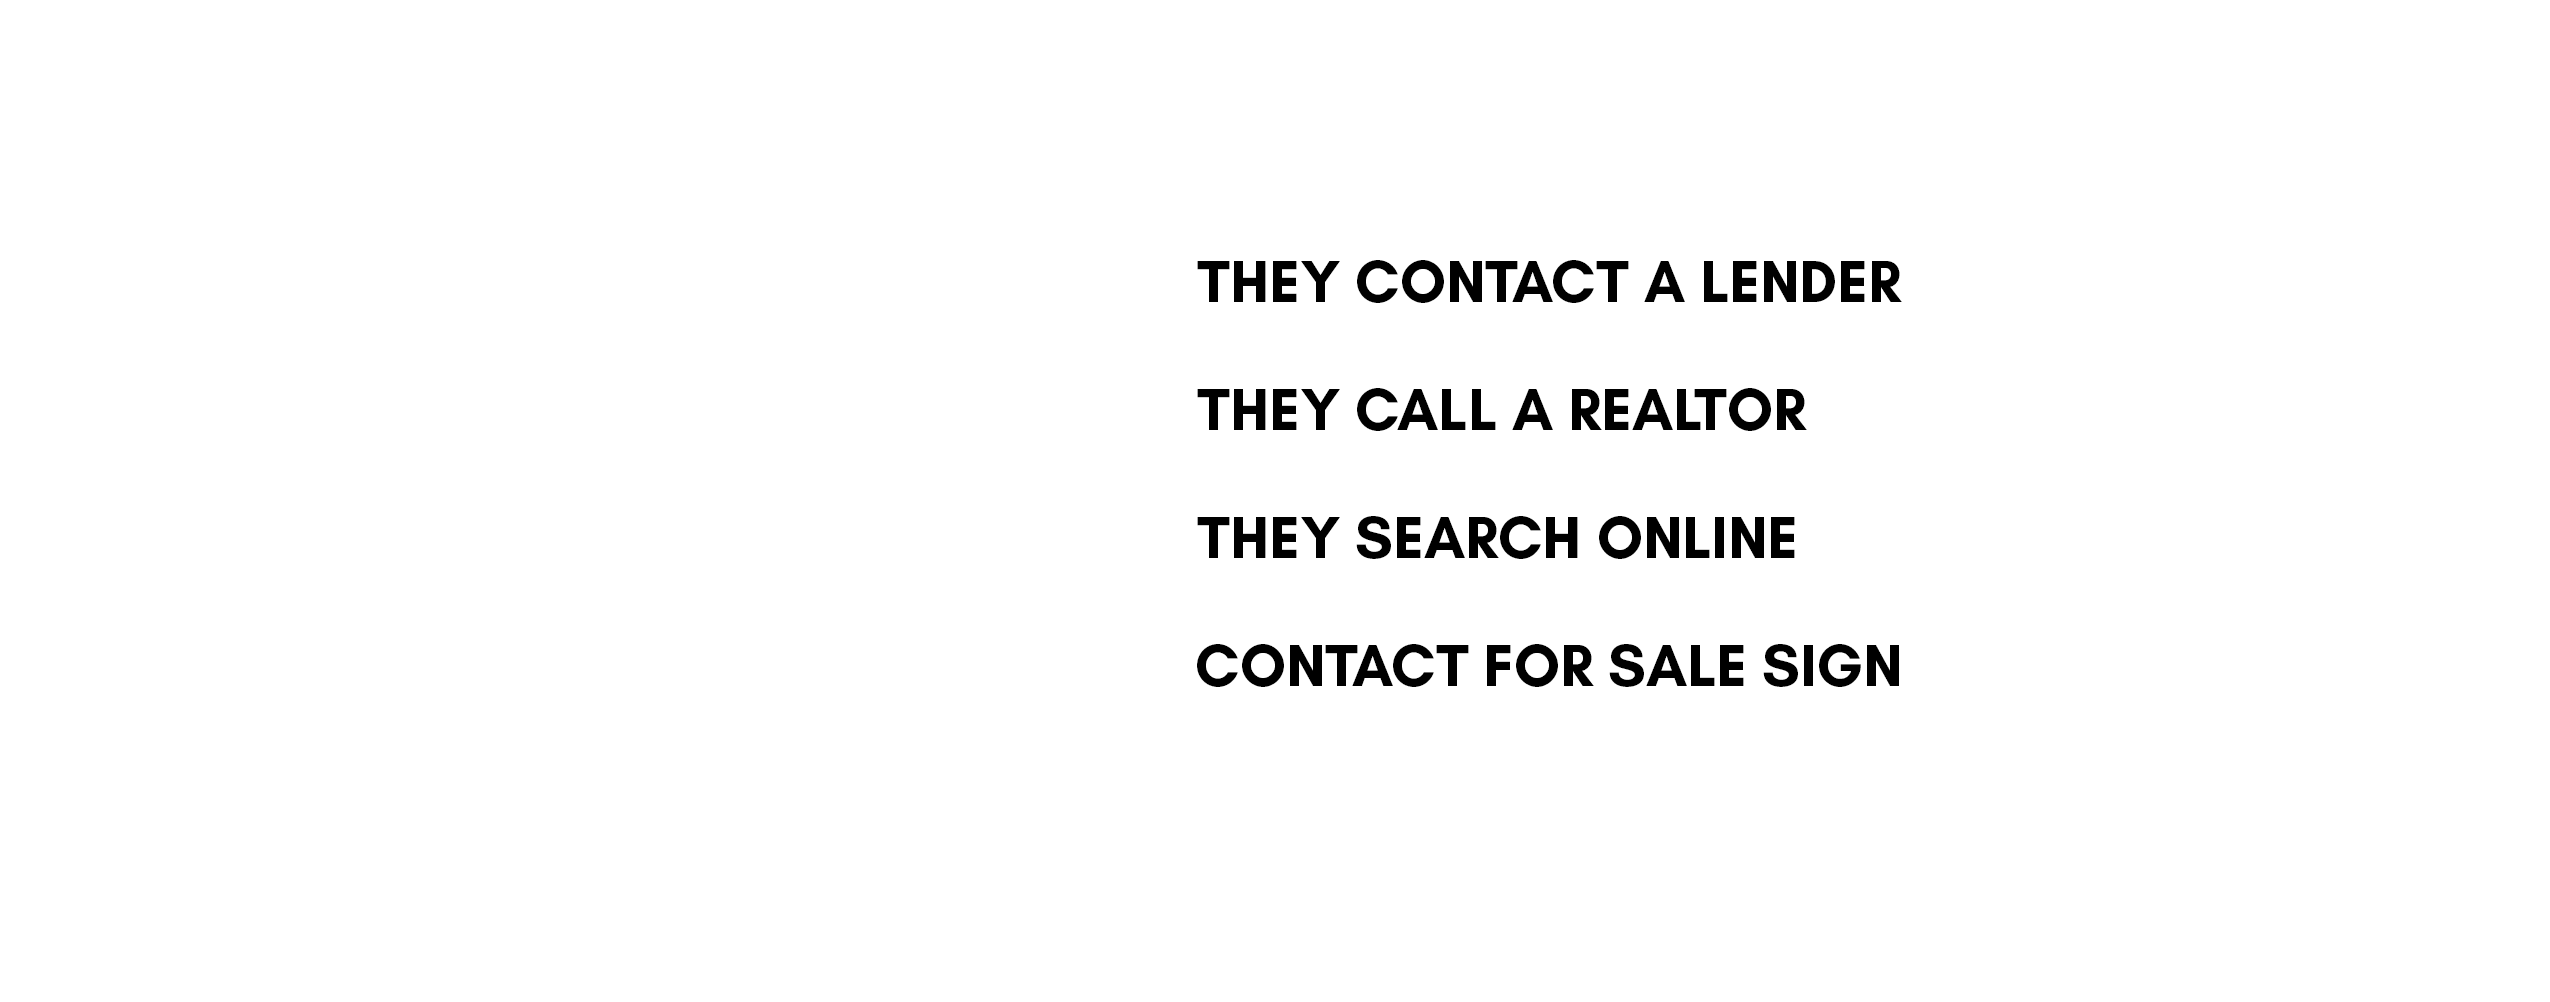 THEY CONTACT A LENDER
THEY CALL A REALTOR
THEY SEARCH ONLINE
CONTACT FOR SALE SIGN